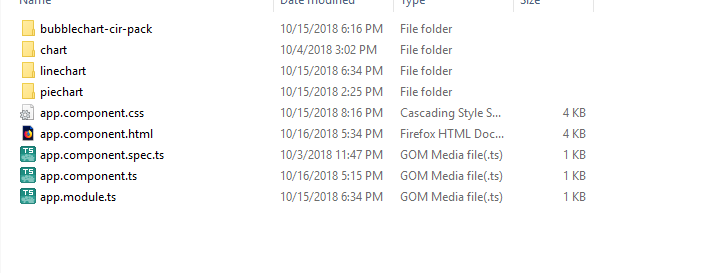 Name Date modified Type Size
bubblechart-cir-pack 10/15/2018 6:16 PM File folder
chart 10/4/2018 3:02 PM File folder
linechart 10/15/2018 6:34 PM File folder
piechart 10/15/2018 2:25 PM File folder
app.component.css 10/15/2018 8:16 PM Cascading Style S... 4 KB
app.component.html 10/16/2018 5:34 PM Firefox HTML Doc... 4 KB
TS app.component.spec.ts 10/3/2018 11:47 PM GOM Media file(.ts) 1 KB
TS app.component.ts 10/16/2018 5:15 PM GOM Media file(.ts) 1 KB
TS app.module.ts 10/15/2018 6:34 PM GOM Media file(.ts) 1 KB